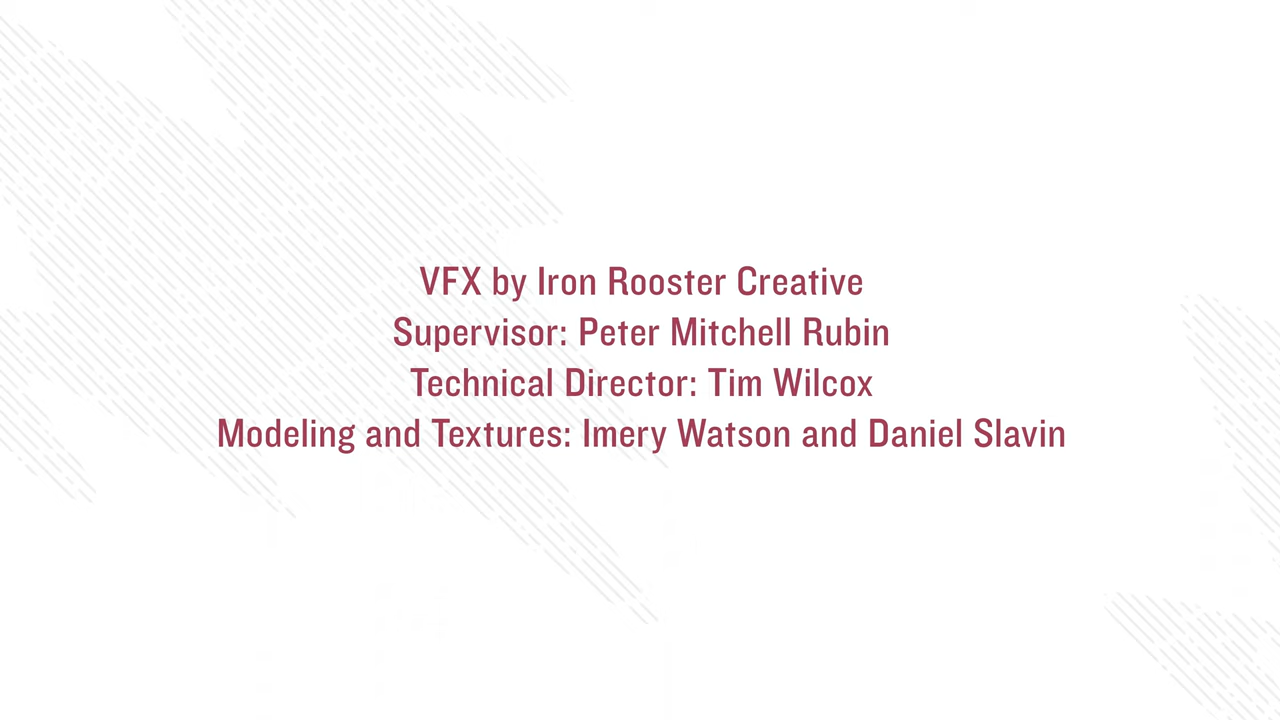 VFX by Iron Rooster Creative
Supervisor: Peter Mitchell Rubin
Technical Director: Tim Wilcox
Modeling and Textures: Imery Watson and Daniel Slavin